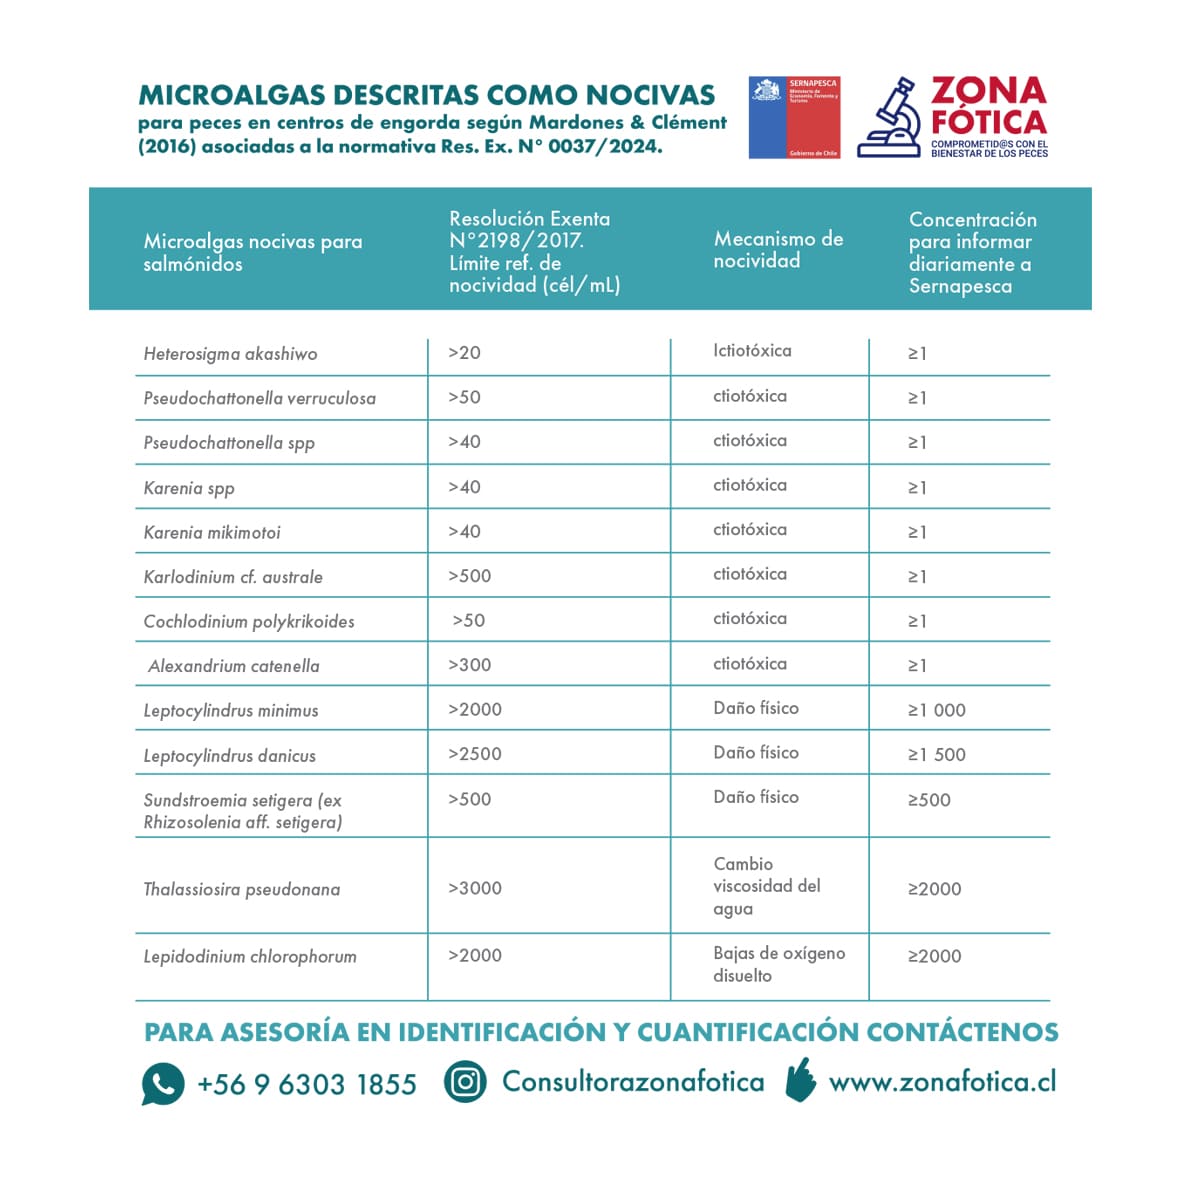 MICROALGAS DESCRITAS COMO NOCIVAS
para peces en centros de engorda según Mardones & Clément
(2016) asociadas a la normativa Res. Ex. N° 0037/2024.
SERNAPESCA
Ministerio de
Economía, Fomento y
Turismo
Gobierno de Chile
ZONA
FÓTICA
COMPROMETID@S CON EL
BIENESTAR DE LOS PECES
Microalgas nocivas para
salmónidos
Resolución Exenta
N°2198/2017.
Límite ref. de
nocividad (cél/mL)
Mecanismo de
nocividad
Concentración
para informar
diariamente a
Sernapesca
Heterosigma akashiwo >20 Ictiotóxica ≥1
Pseudochattonella verruculosa >50 ctiotóxica ≥1
Pseudochattonella spp >40 ctiotóxica ≥1
Karenia spp >40 ctiotóxica ≥1
Karenia mikimotoi >40 ctiotóxica ≥1
Karlodinium cf. australe >500 ctiotóxica ≥1
Cochlodinium polykrikoides >50 ctiotóxica ≥1
Alexandrium catenella >300 ctiotóxica ≥1
Leptocylindrus minimus >2000 Daño físico ≥1 000
Leptocylindrus danicus >2500 Daño físico ≥1 500
Sundstroemia setigera (ex
Rhizosolenia aff. setigera)
>500 Daño físico ≥500
Thalassiosira pseudonana >3000
Cambio
viscosidad del
agua
≥2000
Lepidodinium chlorophorum >2000
Bajas de oxígeno
disuelto
≥2000
PARA ASESORÍA EN IDENTIFICACIÓN Y CUANTIFICACIÓN CONTÁCTENOS
+56 9 6303 1855 Consultorazonafotica www.zonafotica.cl